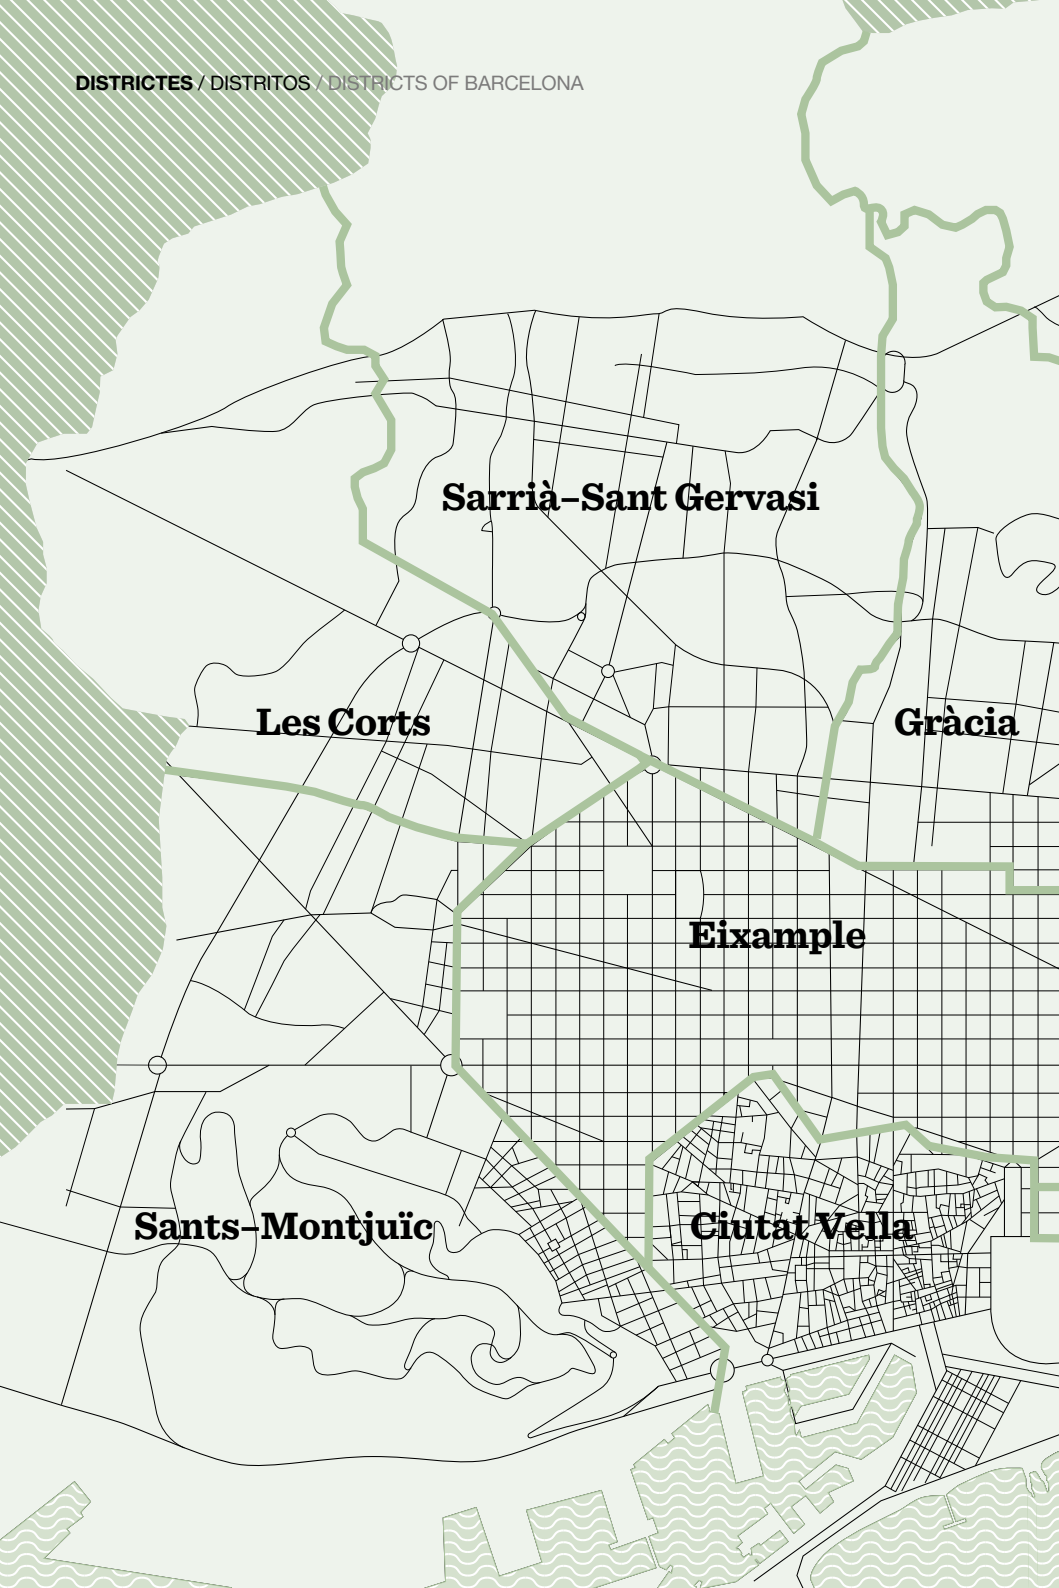 DISTRICTES / DISTRITOS / DISTRICTS OF BARCELONA
Sarrià–Sant Gervasi
Les Corts
Gràcia
Eixample
Sants–Montjuïc
Ciutat Vella